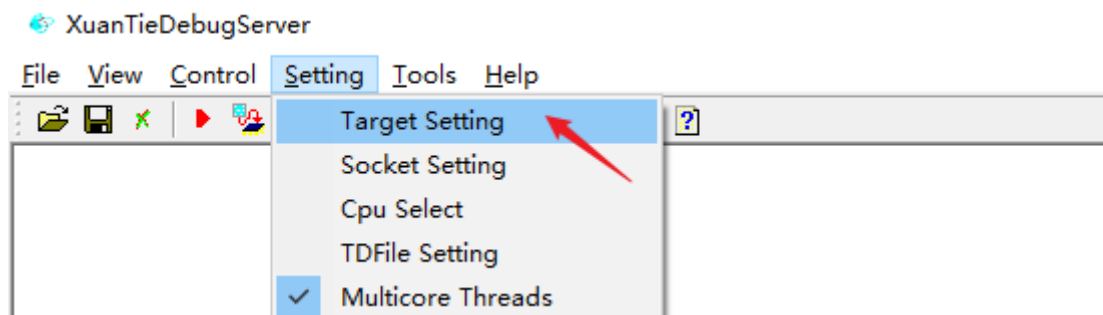 XuanTieDebugServer
File View Control Setting Tools Help
Target Setting
Socket Setting
Cpu Select
TDFile Setting
Multicore Threads